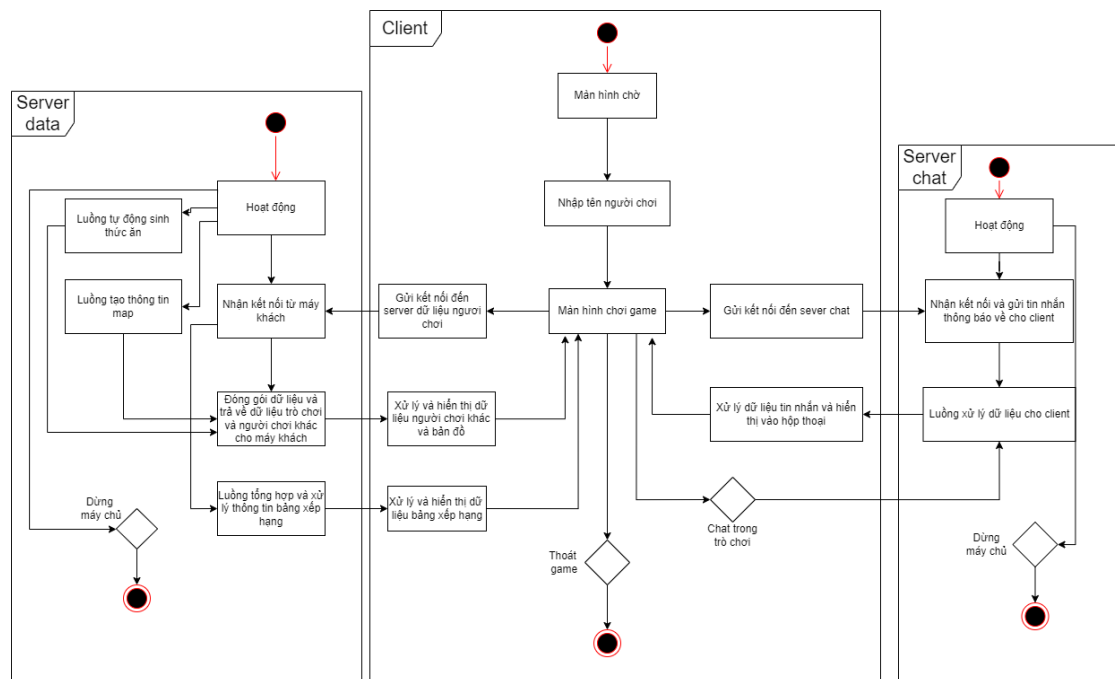 Server
data
Hoạt động
Luồng tự động sinh
thức ăn
Luồng tạo thông tin
map
Nhận kết nối từ máy
khách
Đóng gói dữ liệu và
trả về dữ liệu trò chơi
và người chơi khác
cho máy khách
Luồng tổng hợp và xử
lý thông tin bảng xếp
hạng
Dừng
máy chủ
Client
Màn hình chờ
Nhập tên người chơi
Màn hình chơi game
Gửi kết nối đến
server dữ liệu ngươi
chơi
Gửi kết nối đến sever chat
Xử lý và hiển thị dữ
liệu người chơi khác
và bản đồ
Xử lý dữ liệu tin nhắn và hiển
thị vào hộp thoại
Xử lý và hiển thị dữ
liệu bảng xếp hạng
Chat trong
trò chơi
Thoát
game
Server
chat
Hoạt động
Nhận kết nối và gửi tin nhắn
thông báo về cho client
Luồng xử lý dữ liệu cho client
Dừng
máy chủ